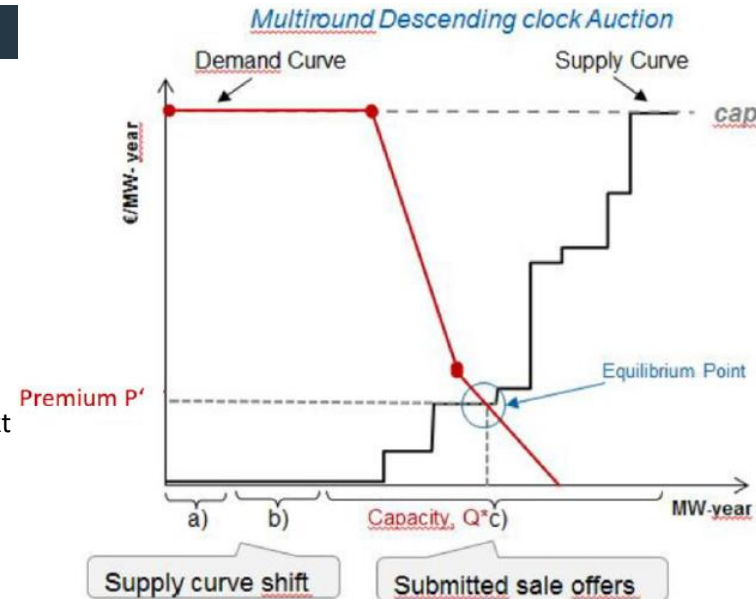 Multiround Descending clock Auction
Demand Curve
Supply Curve
cap
€/MW- year
Equilibrium Point
Premium P‘
MW-year
a)
b)
Capacity, Q*c)
Supply curve shift
Submitted sale offers